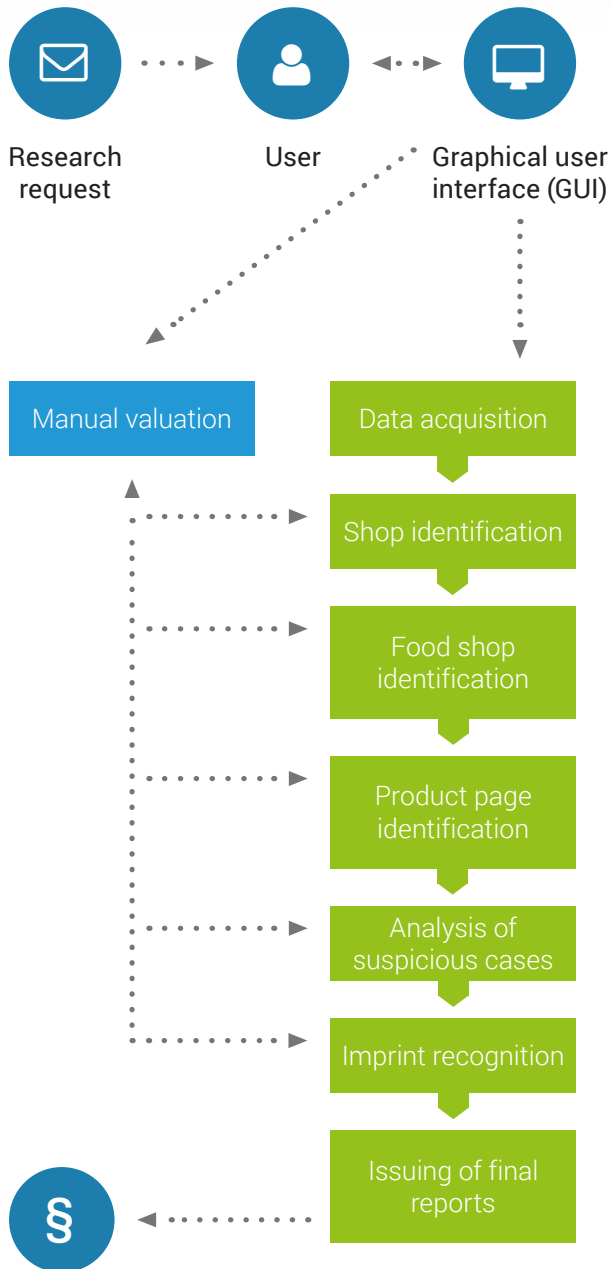 Research
request
User
Graphical user
interface (GUI)
Manual valuation
Data acquisition
Shop identification
Food shop
identification
Product page
identification
Analysis of
suspicious cases
Imprint recognition
Issuing of final
reports
§